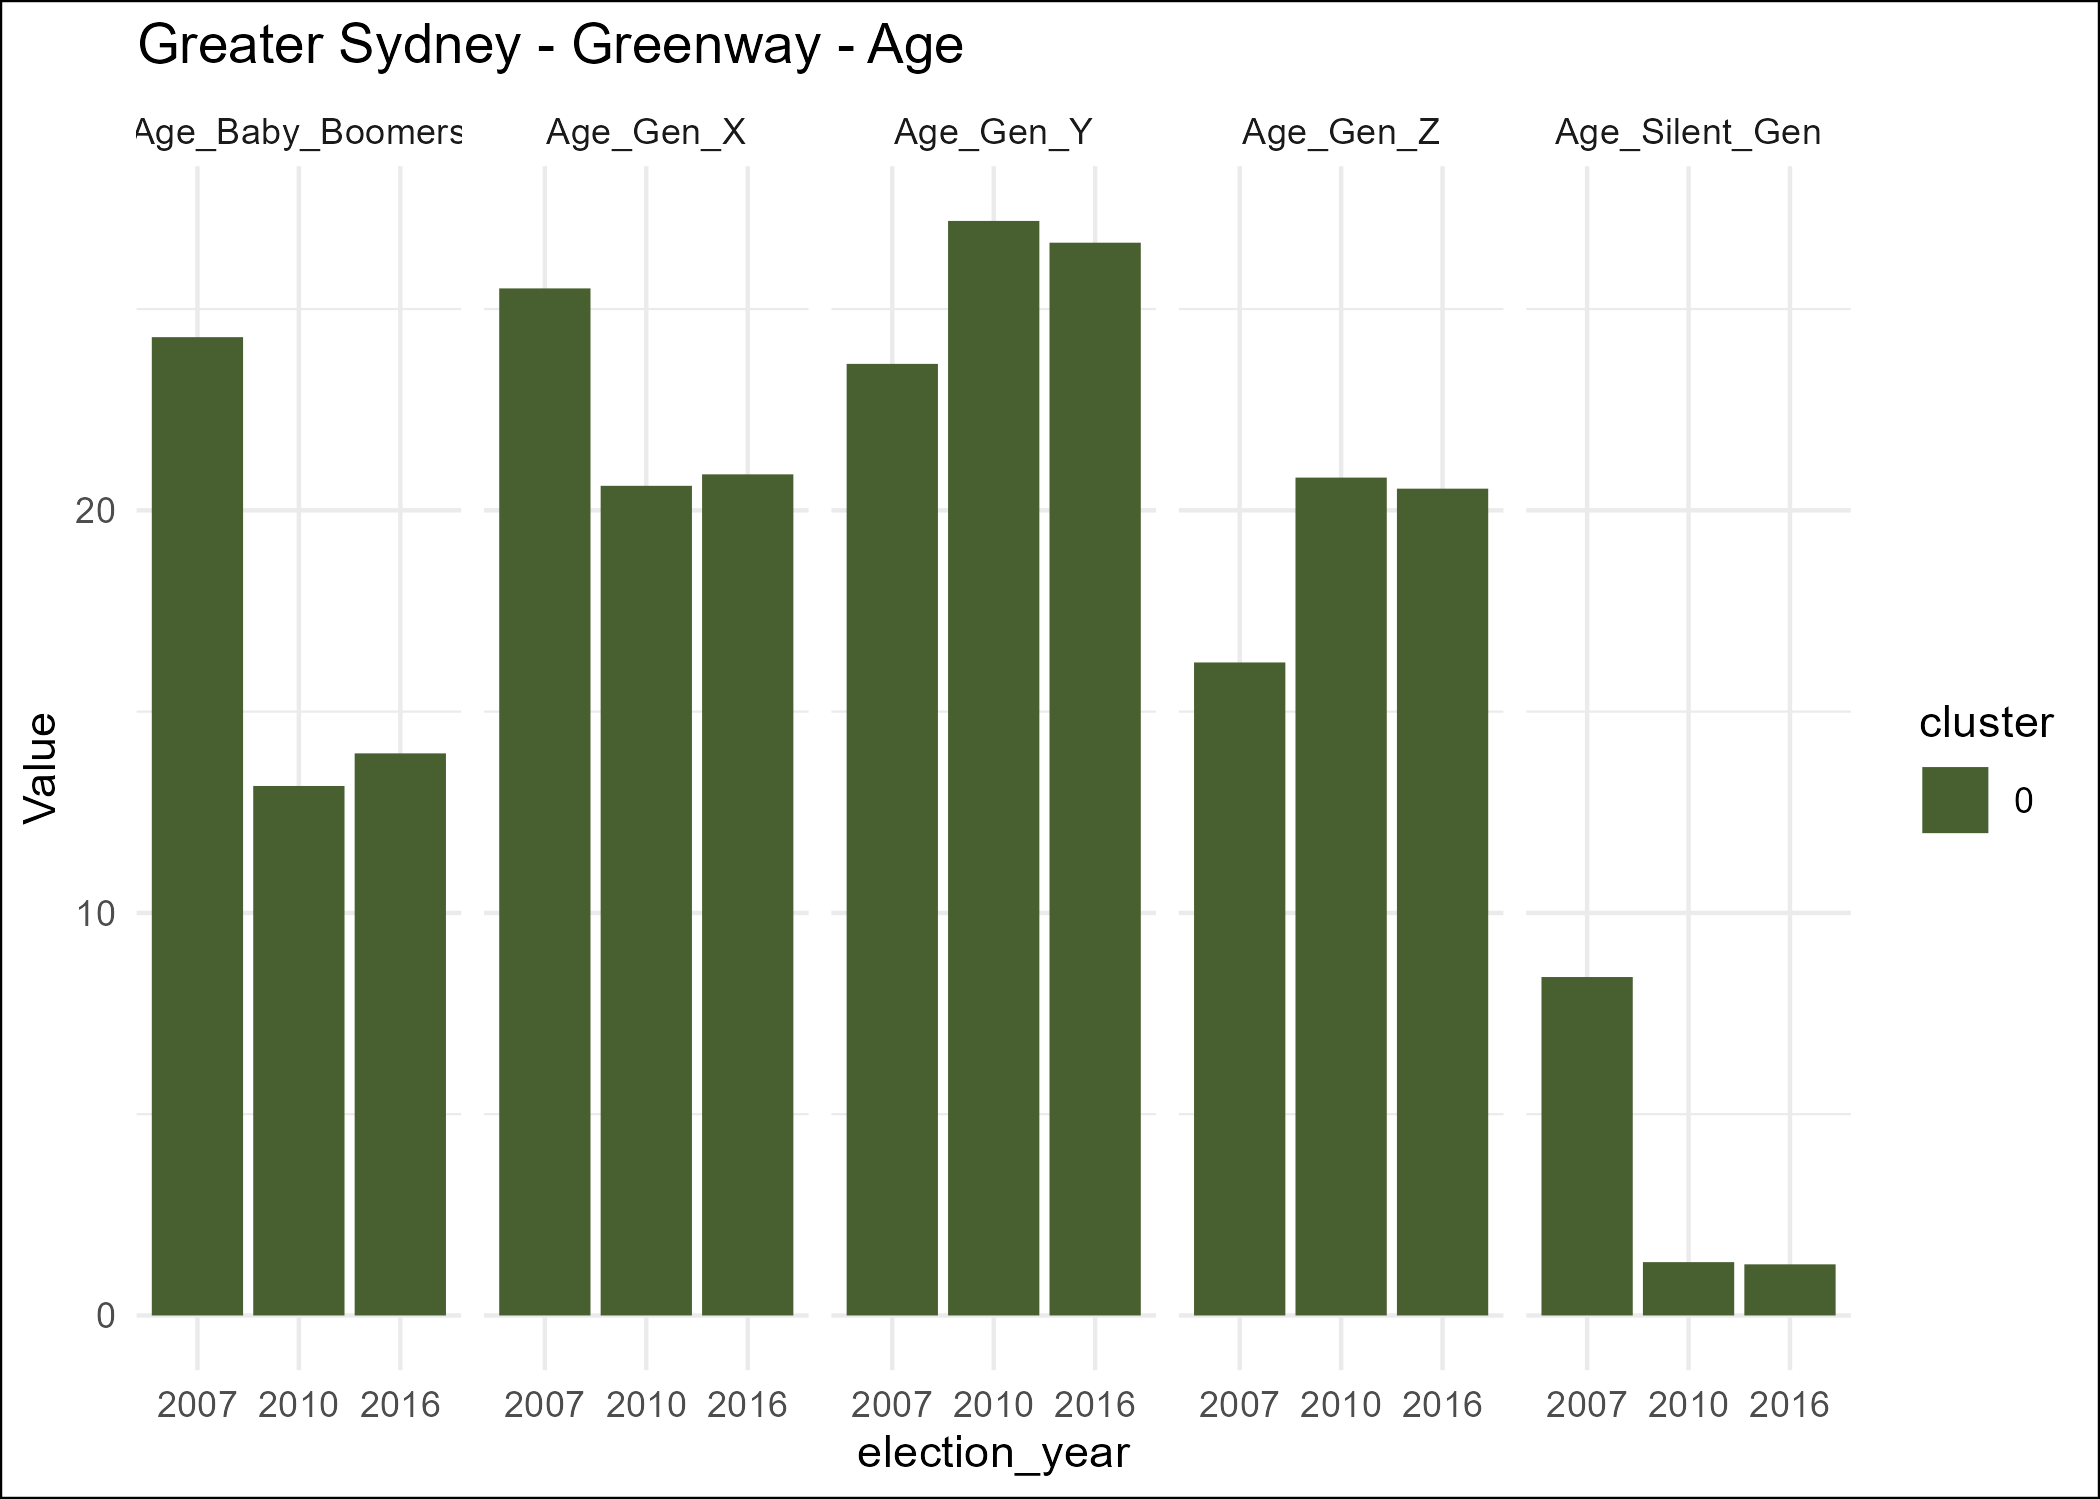 Greater Sydney - Greenway - Age
Age_Baby_Boomers Age_Gen_X Age_Gen_Y Age_Gen_Z Age_Silent_Gen
20
10
0
Value
2007 2010 2016 2007 2010 2016 2007 2010 2016 2007 2010 2016 2007 2010 2016
election_year
cluster
0